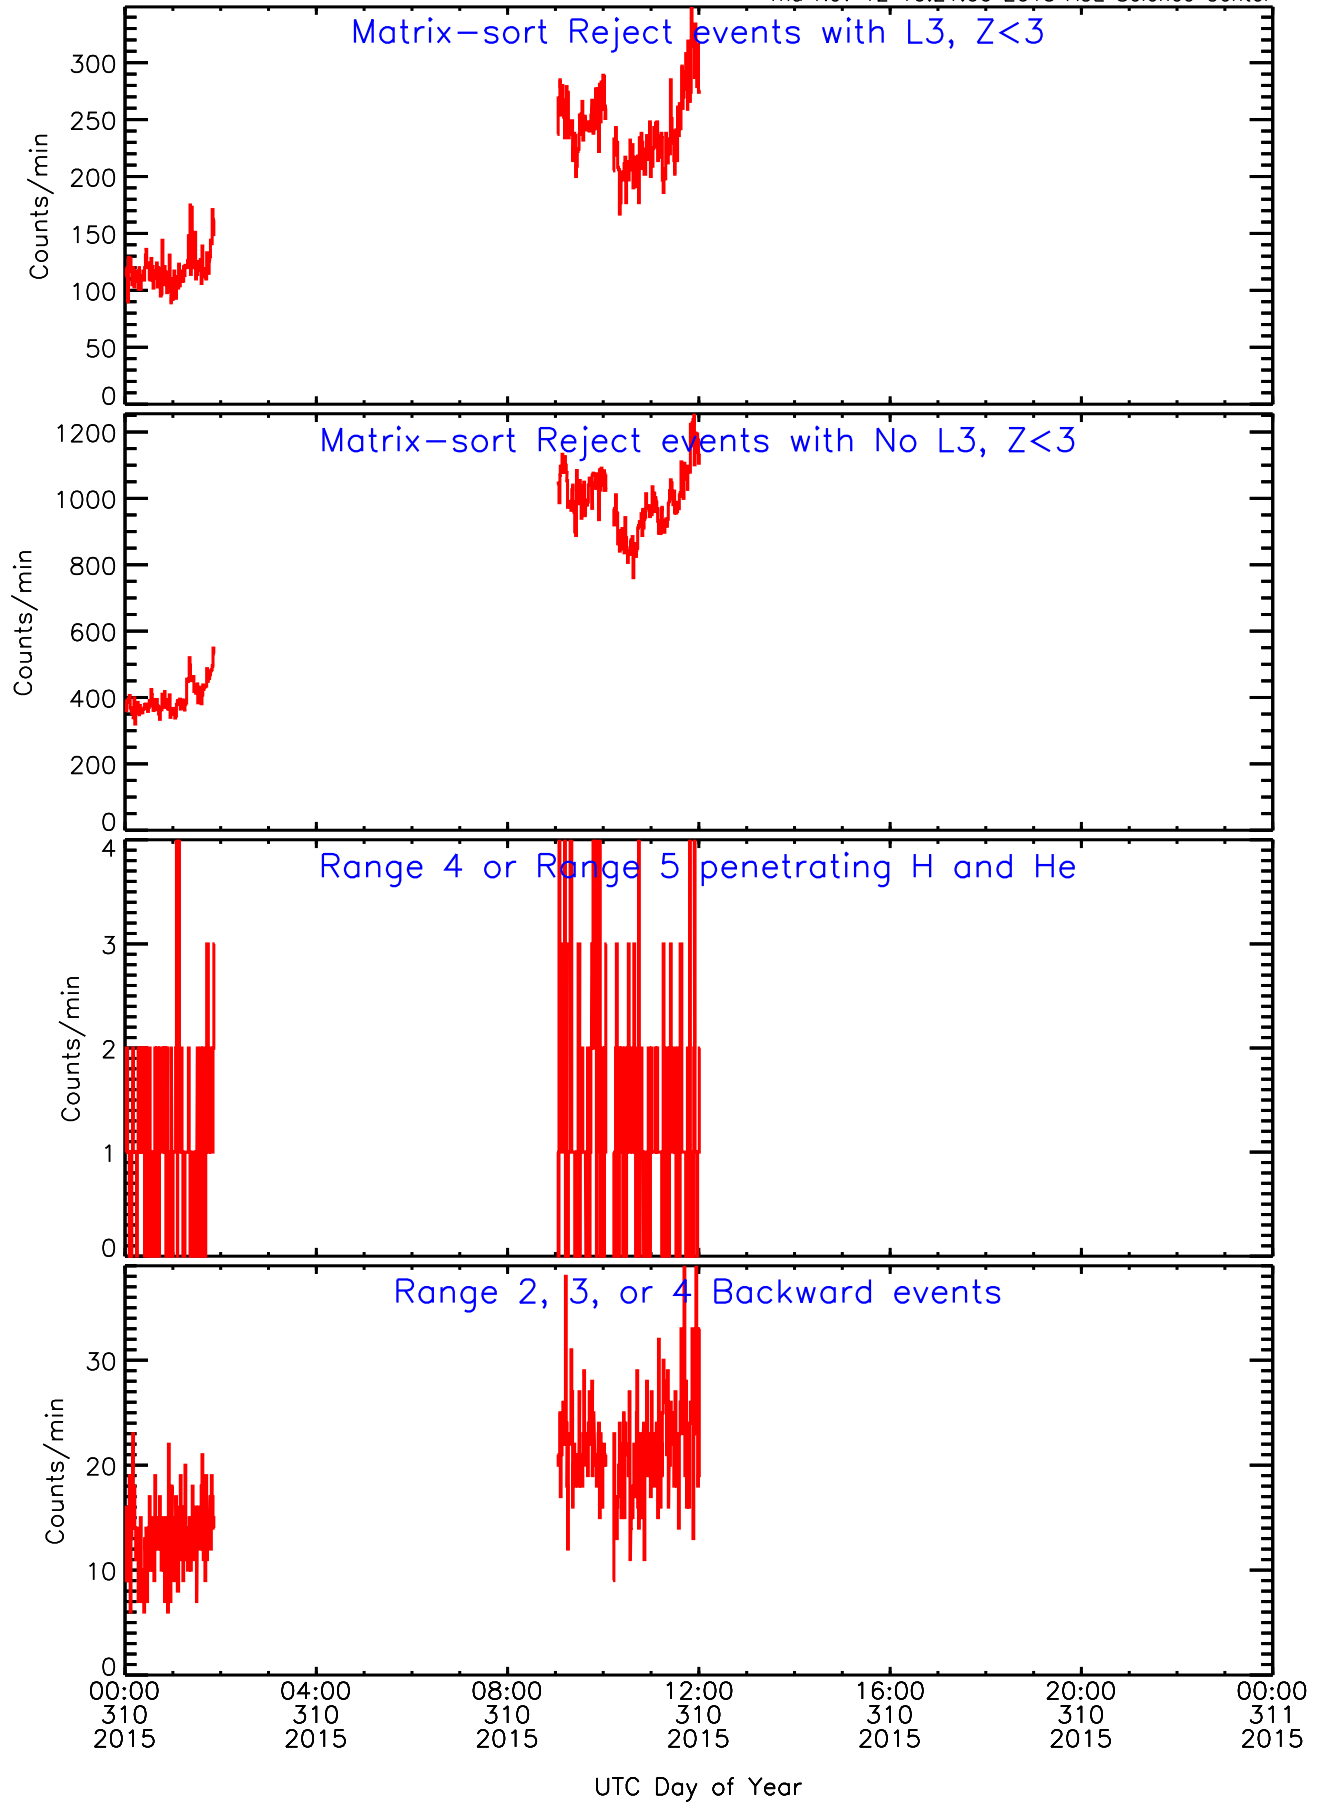 Matrix-sort Reject events with L3, Z<3
300
250
200
150
100
50
0
Counts/min
Matrix-sort Reject events with No L3, Z<3
1200
1000
800
600
400
200
0
Counts/min
Range 4 or Range 5 penetrating H and He
4
3
2
1
0
Counts/min
Range 2, 3, or 4 Backward events
30
20
10
0
Counts/min
00:00 04:00 08:00 12:00 16:00 20:00 00:00
310 310 310 310 310 310 311
2015 2015 2015 2015 2015 2015 2015
UTC Day of Year